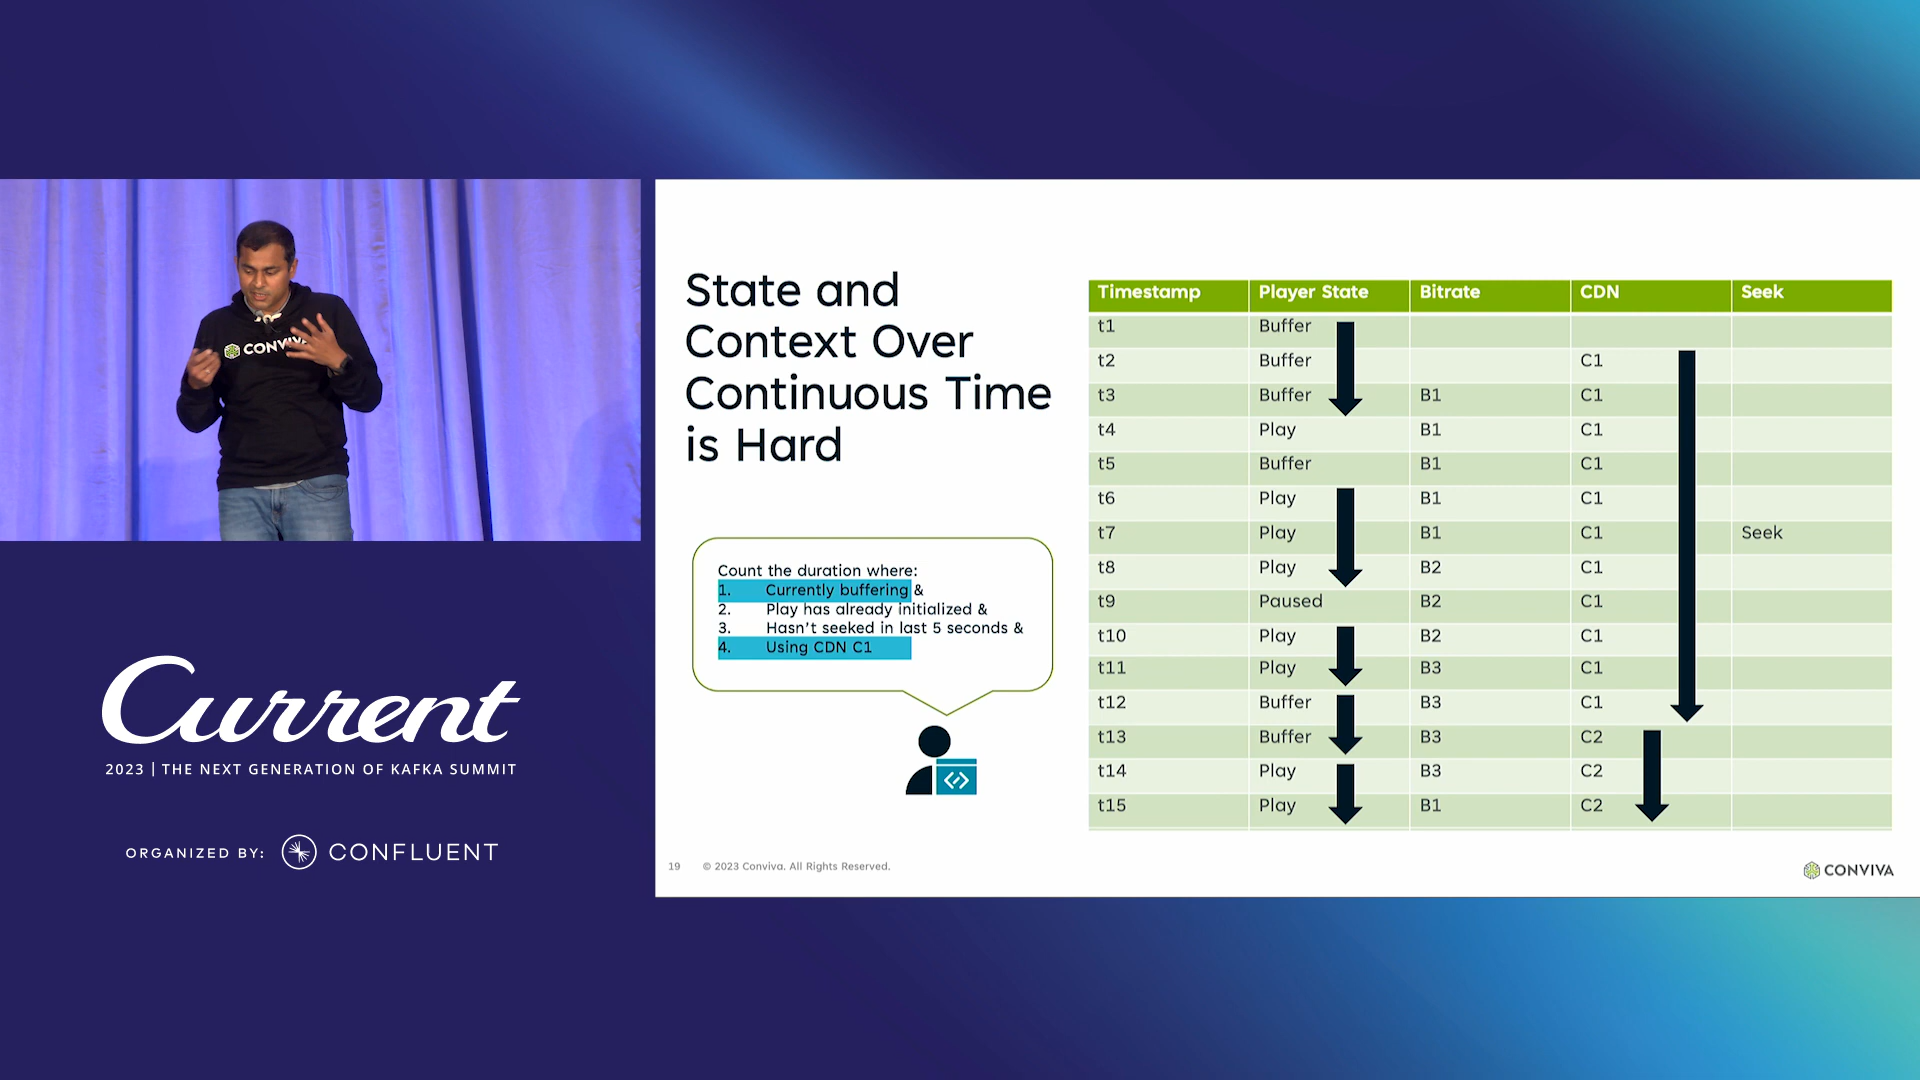 CONVIVA
Current
2023 | THE NEXT GENERATION OF KAFKA SUMMIT
ORGANIZED BY: CONFLUENT
State and
Context Over
Continuous Time
is Hard
Count the duration where:
1. Currently buffering &
2. Play has already initialized &
3. Hasn't seeked in last 5 seconds &
4. Using CDN C1
Timestamp Player State Bitrate CDN Seek
t1 Buffer
t2 Buffer C1
t3 Buffer B1 C1
t4 Play B1 C1
t5 Buffer B1 C1
t6 Play B1 C1
t7 Play B1 C1 Seek
t8 Play B2 C1
t9 Paused B2 C1
t10 Play B2 C1
t11 Play B3 C1
t12 Buffer B3 C1
t13 Buffer B3 C2
t14 Play B3 C2
t15 Play B1 C2
19 © 2023 Conviva. All Rights Reserved.
CONVIVA